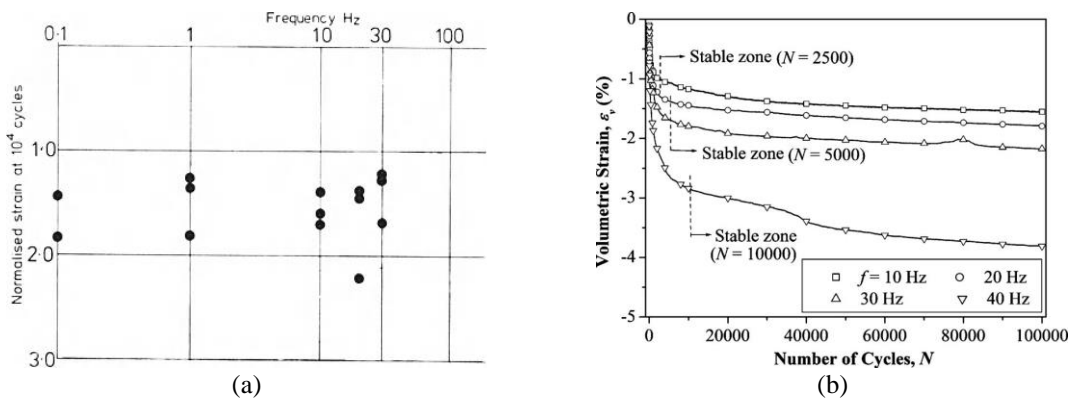 Frequency Hz
0·1 1 10 30 100
Normalised strain at 10⁻⁴ cycles
1·0
2·0
3·0
(a)
0
-1
-2
-3
-4
-5
Volumetric Strain, εᵥ (%)
Stable zone (N = 2500)
Stable zone (N = 5000)
Stable zone
(N = 10000)
f = 10 Hz 20 Hz
30 Hz 40 Hz
0 20000 40000 60000 80000 100000
Number of Cycles, N
(b)